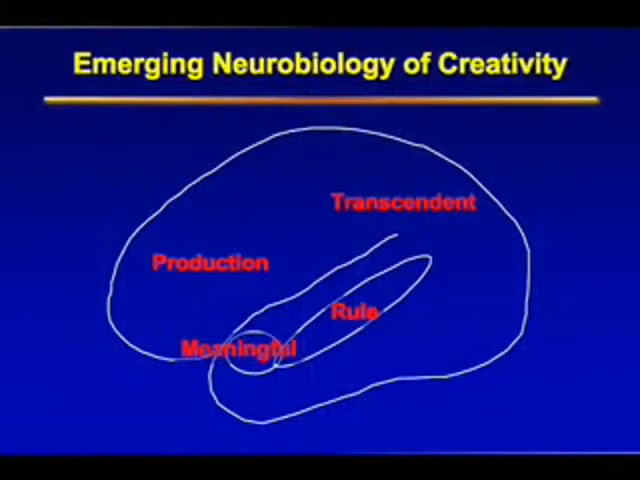 Emerging Neurobiology of Creativity
Transcendent
Production
Rule
Meaningful